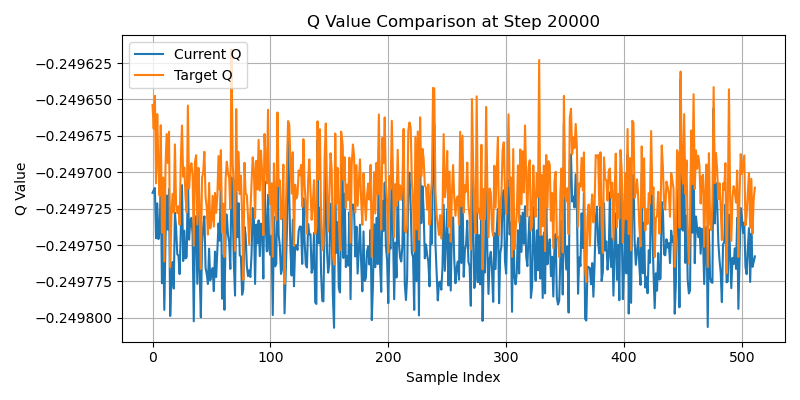 Q Value Comparison at Step 20000
Current Q
Target Q
−0.249625
−0.249650
−0.249675
−0.249700
−0.249725
−0.249750
−0.249775
−0.249800
Q Value
0
100
200
300
400
500
Sample Index